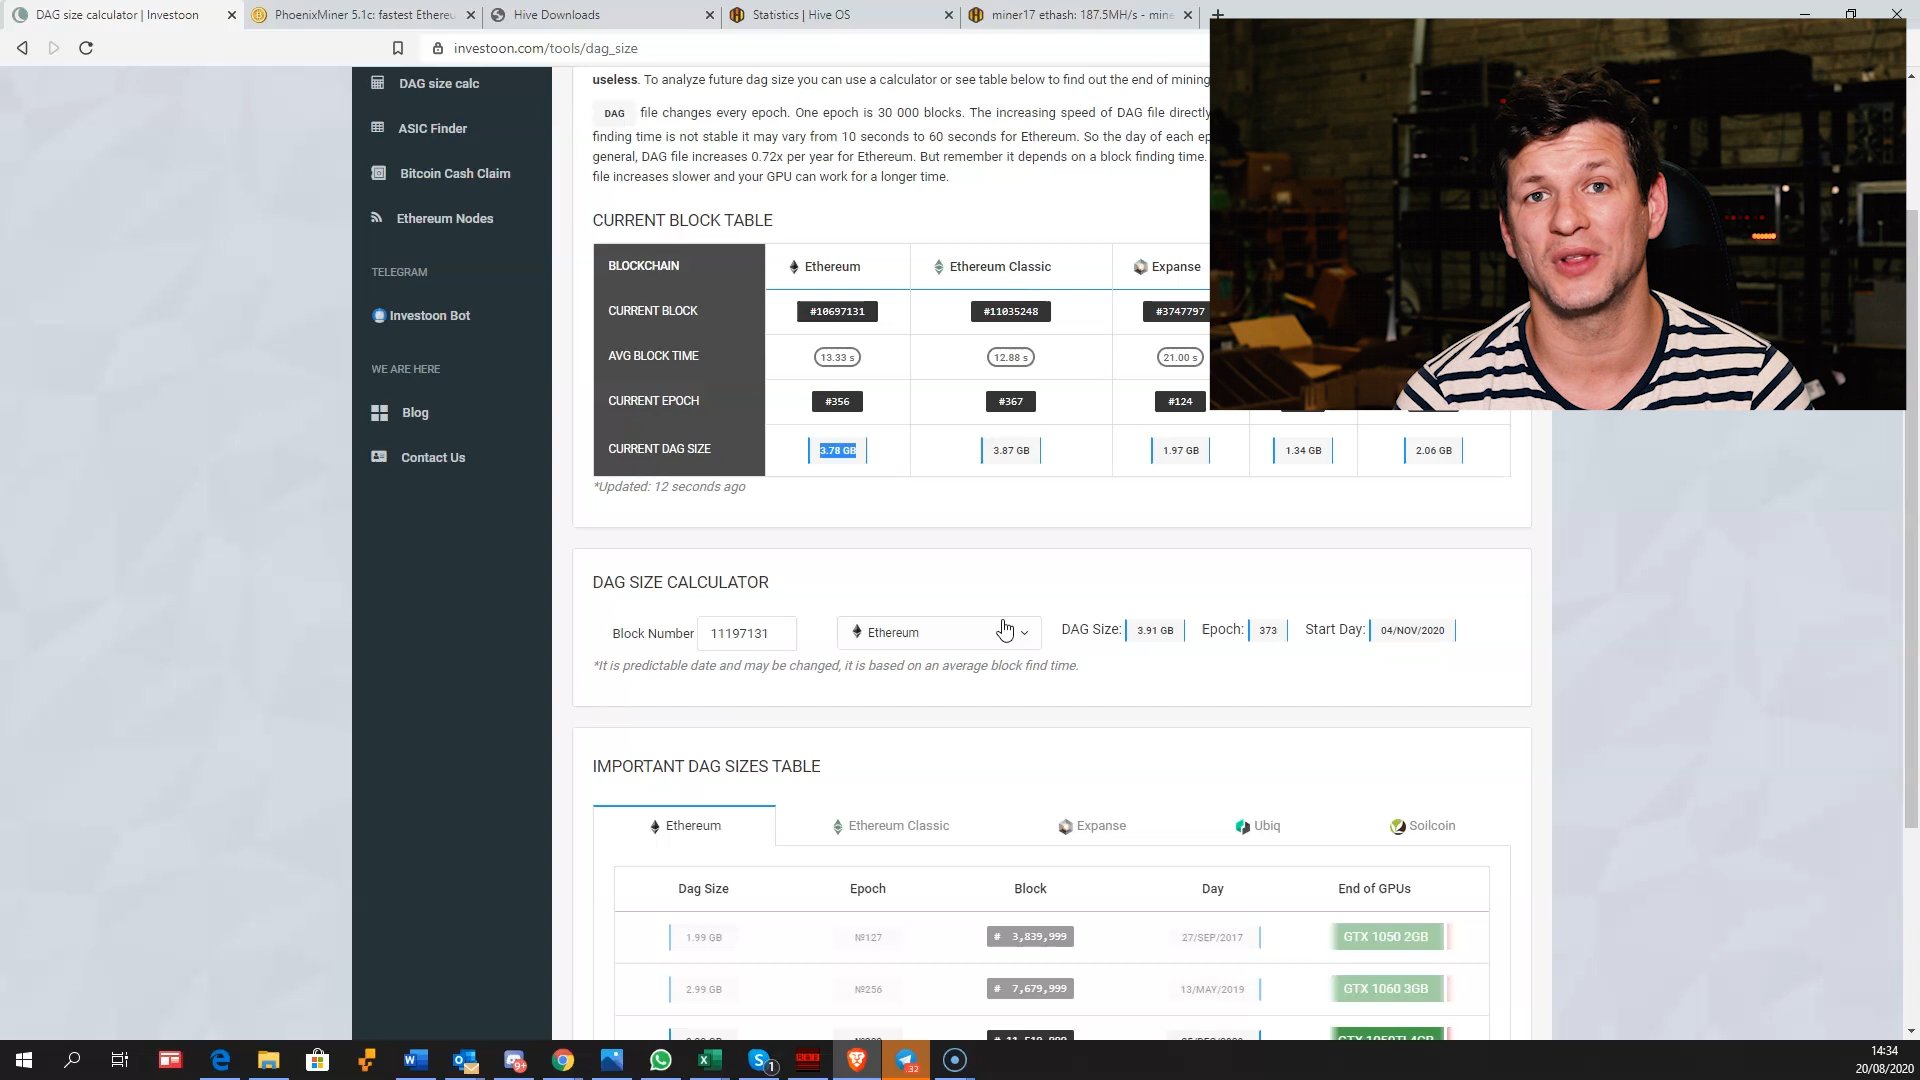 DAG size calculator | Investoon
PhoenixMiner 5.1c: fastest Ethereu
Hive Downloads
Statistics | Hive OS
miner17 ethash: 187.5MH/s - mine
investoon.com/tools/dag_size
DAG size calc
ASIC Finder
Bitcoin Cash Claim
Ethereum Nodes
TELEGRAM
Investoon Bot
WE ARE HERE
Blog
Contact Us
useless. To analyze future dag size you can use a calculator or see table below to find out the end of mining
DAG file changes every epoch. One epoch is 30 000 blocks. The increasing speed of DAG file directly
finding time is not stable it may vary from 10 seconds to 60 seconds for Ethereum. So the day of each ep
general, DAG file increases 0.72x per year for Ethereum. But remember it depends on a block finding time.
file increases slower and your GPU can work for a longer time.
CURRENT BLOCK TABLE
BLOCKCHAIN Ethereum Ethereum Classic Expanse
CURRENT BLOCK #10697131 #11035248 #3747797
AVG BLOCK TIME 13.33 s 12.88 s 21.00 s
CURRENT EPOCH #356 #367 #124
CURRENT DAG SIZE 3.78 GB 3.87 GB 1.97 GB 1.34 GB 2.06 GB
*Updated: 12 seconds ago
DAG SIZE CALCULATOR
Block Number 11197131 Ethereum DAG Size: 3.91 GB Epoch: 373 Start Day: 04/NOV/2020
*It is predictable date and may be changed, it is based on an average block find time.
IMPORTANT DAG SIZES TABLE
Ethereum Ethereum Classic Expanse Ubiq Soilcoin
Dag Size Epoch Block Day End of GPUs
1.99 GB №127 # 3,839,999 27/SEP/2017 GTX 1050 2GB
2.99 GB №256 # 7,679,999 13/MAY/2019 GTX 1060 3GB
14:34
20/08/2020